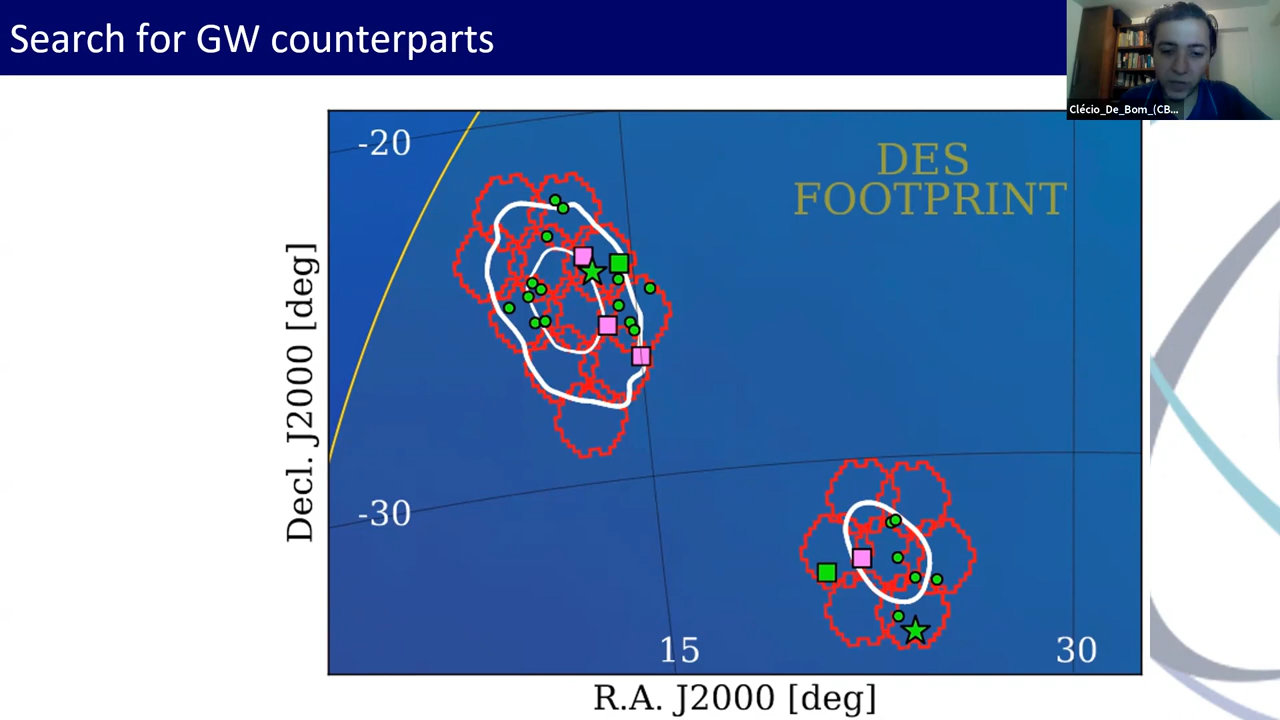 Search for GW counterparts
Clécio_De_Bom_(CB...
-20
DES
FOOTPRINT
Decl. J2000 [deg]
-30
15
30
R.A. J2000 [deg]